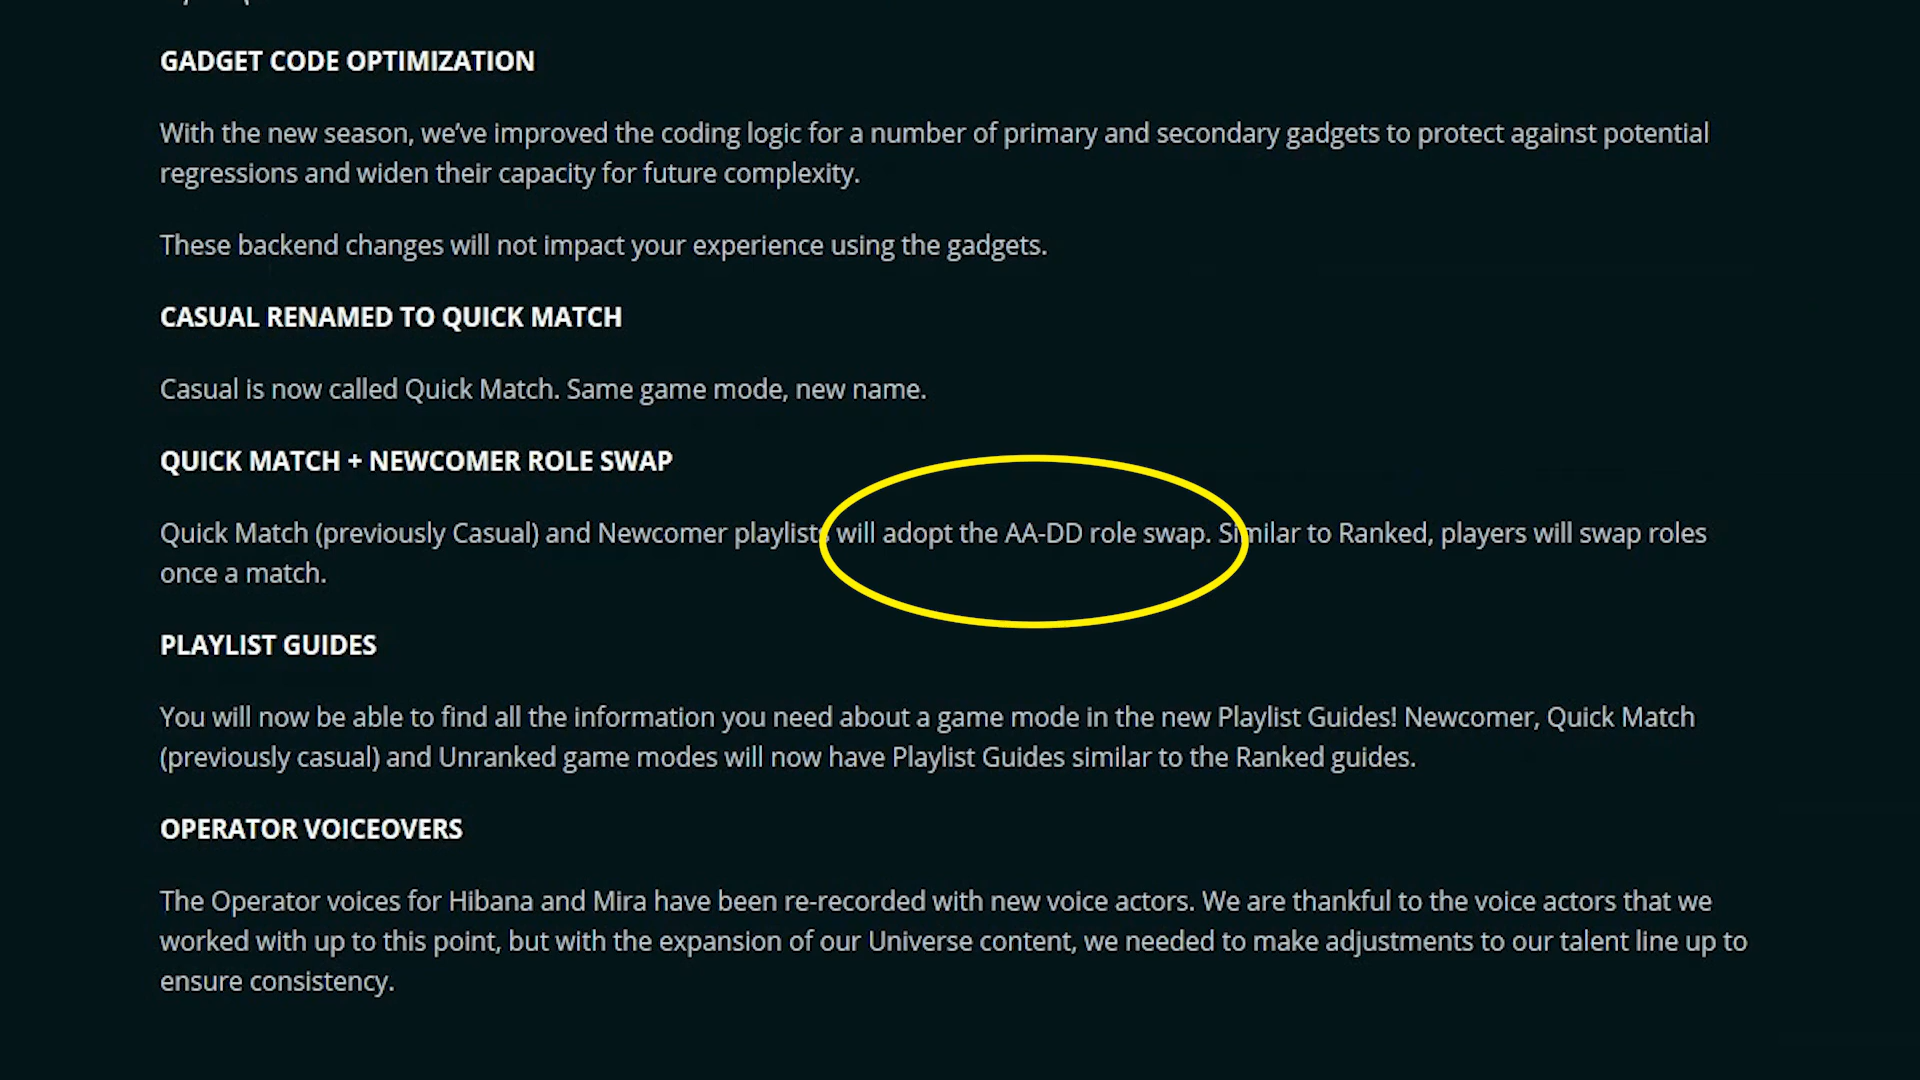 GADGET CODE OPTIMIZATION
With the new season, we’ve improved the coding logic for a number of primary and secondary gadgets to protect against potential
regressions and widen their capacity for future complexity.
These backend changes will not impact your experience using the gadgets.
CASUAL RENAMED TO QUICK MATCH
Casual is now called Quick Match. Same game mode, new name.
QUICK MATCH + NEWCOMER ROLE SWAP
Quick Match (previously Casual) and Newcomer playlists will adopt the AA-DD role swap. Similar to Ranked, players will swap roles
once a match.
PLAYLIST GUIDES
You will now be able to find all the information you need about a game mode in the new Playlist Guides! Newcomer, Quick Match
(previously casual) and Unranked game modes will now have Playlist Guides similar to the Ranked guides.
OPERATOR VOICEOVERS
The Operator voices for Hibana and Mira have been re-recorded with new voice actors. We are thankful to the voice actors that we
worked with up to this point, but with the expansion of our Universe content, we needed to make adjustments to our talent line up to
ensure consistency.